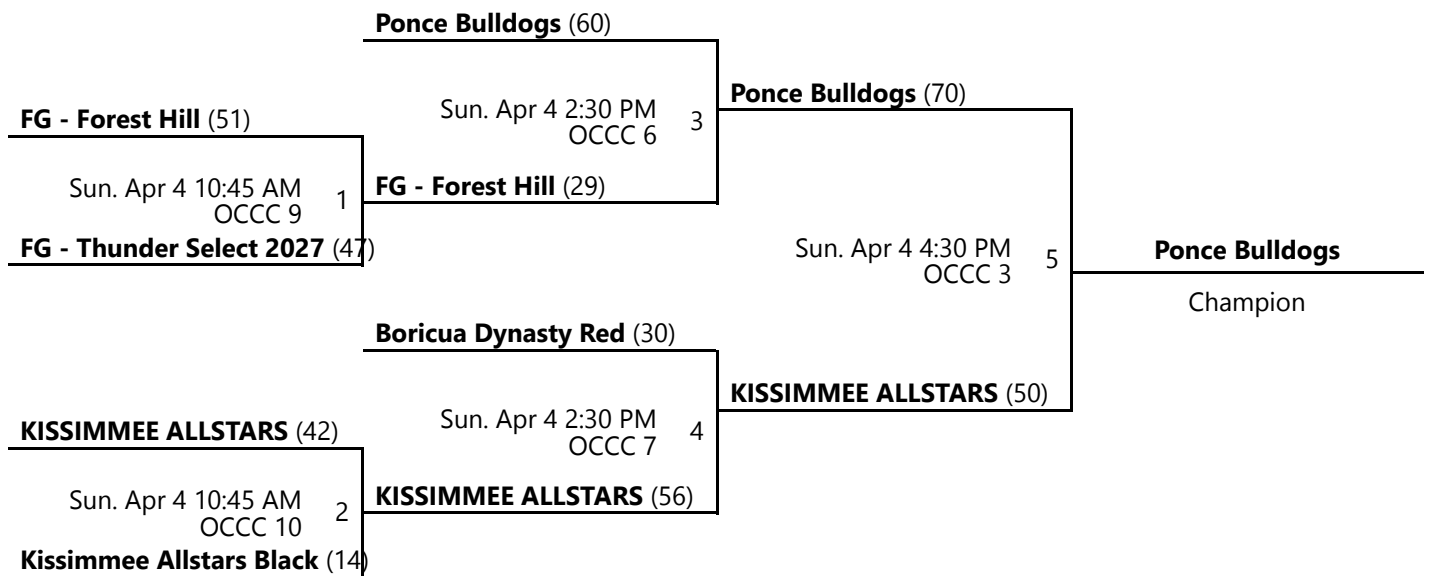 Ponce Bulldogs (60)
Sun. Apr 4 2:30 PM
OCCC 6
3
Ponce Bulldogs (70)
FG - Forest Hill (51)
Sun. Apr 4 10:45 AM
OCCC 9
1
FG - Forest Hill (29)
FG - Thunder Select 2027 (47)
Sun. Apr 4 4:30 PM
OCCC 3
5
Ponce Bulldogs
Champion
Boricua Dynasty Red (30)
Sun. Apr 4 2:30 PM
OCCC 7
4
KISSIMMEE ALLSTARS (50)
KISSIMMEE ALLSTARS (42)
Sun. Apr 4 10:45 AM
OCCC 10
2
KISSIMMEE ALLSTARS (56)
Kissimmee Allstars Black (14)